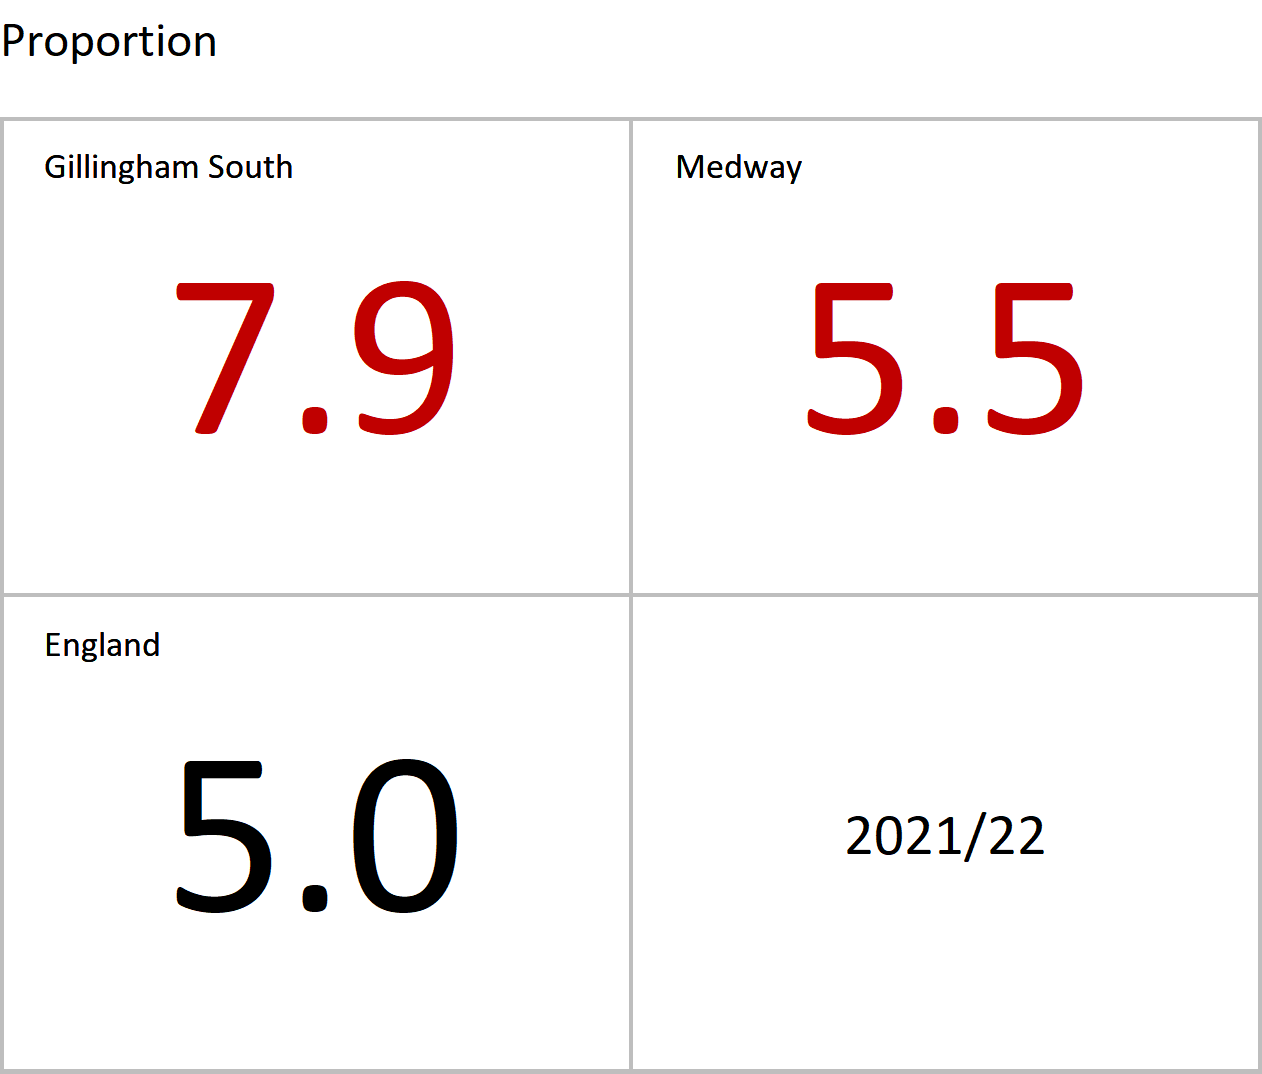 Proportion
Gillingham South
Medway
7.9
5.5
England
5.0
2021/22